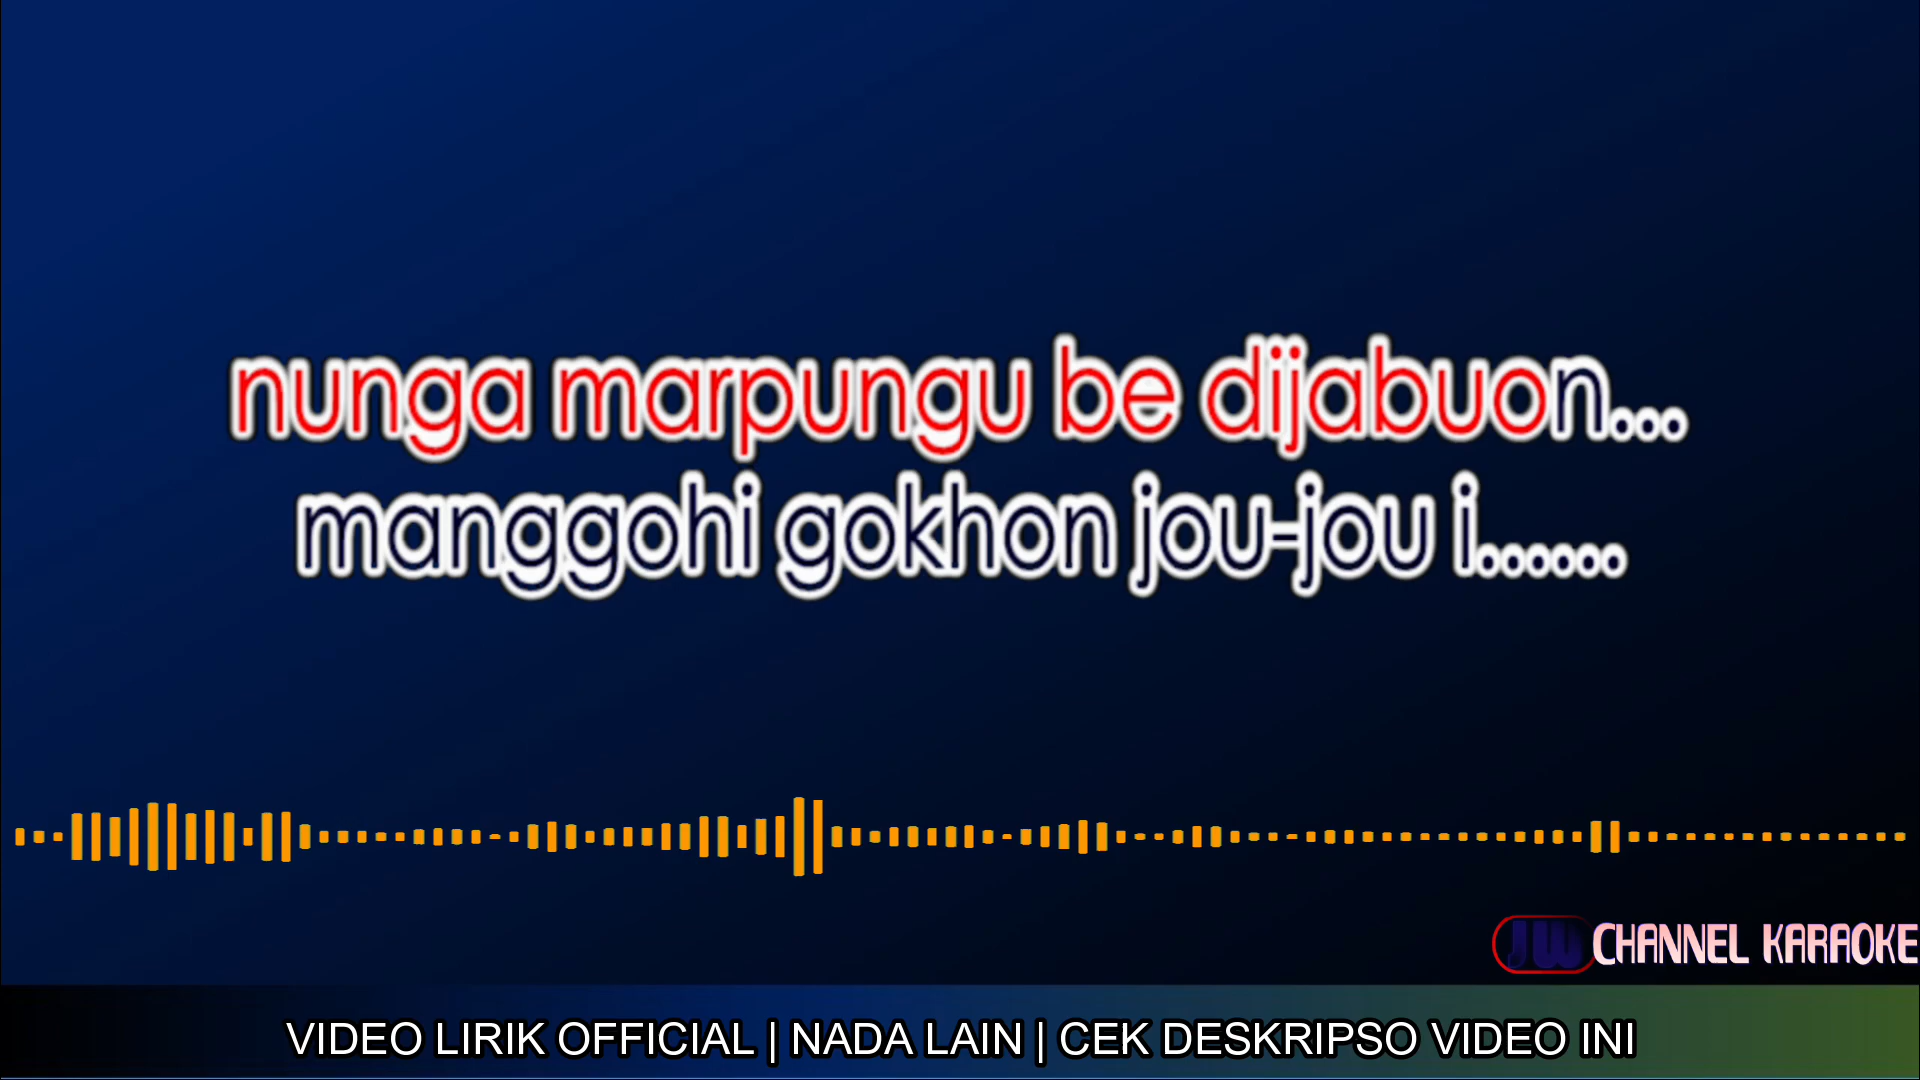 nunga marpungu be dijabuon...
manggohi gokhon jou-jou i......
JW CHANNEL KARAOKE
VIDEO LIRIK OFFICIAL | NADA LAIN | CEK DESKRIPSO VIDEO INI